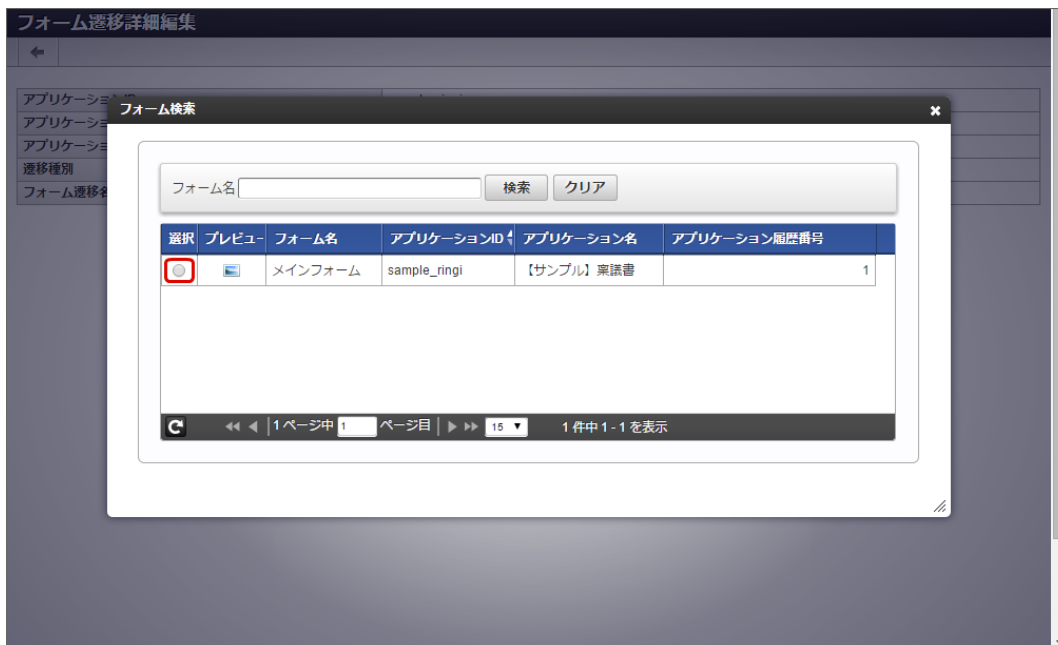 フォーム遷移詳細編集
アプリケーション
フォーム検索
アプリケーショ
アプリケーショ
遷移種別
フォーム遷移名
フォーム名 検索 クリア
選択 プレビュー フォーム名 アプリケーションID アプリケーション名 アプリケーション履歴番号
メインフォーム sample_ringi 【サンプル】稟議書 1
1 ページ中 1 ページ目 15 1 件中 1 - 1 を表示